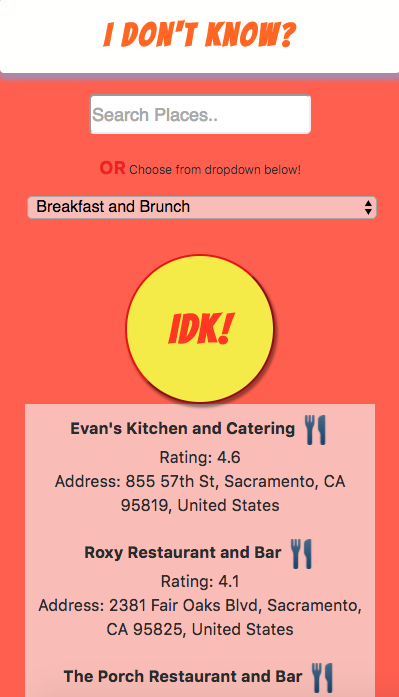 I DON'T KNOW?
Search Places..
OR Choose from dropdown below!
Breakfast and Brunch
IDK!
Evan's Kitchen and Catering
Rating: 4.6
Address: 855 57th St, Sacramento, CA
95819, United States
Roxy Restaurant and Bar
Rating: 4.1
Address: 2381 Fair Oaks Blvd, Sacramento,
CA 95825, United States
The Porch Restaurant and Bar